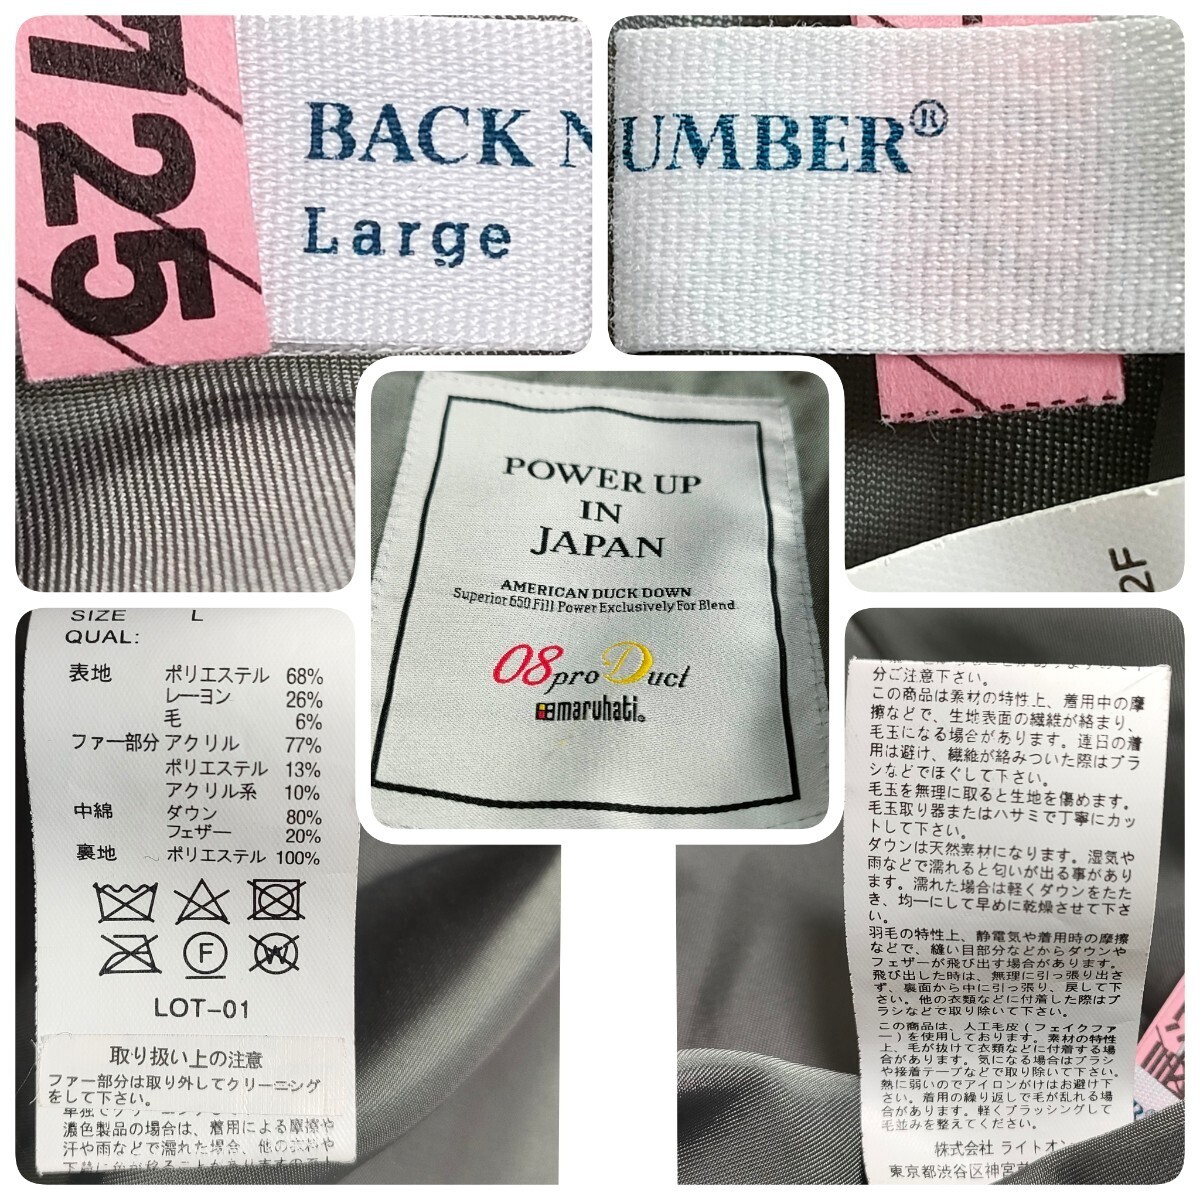 125
BACK NUMBER®
Large
2F
POWER UP
IN
JAPAN
AMERICAN DUCK DOWN
Superior 650 Fill Power Exclusively For Blend
08proDuct
maruhati
SIZE L
QUAL:
表地 ポリエステル 68%
レーヨン 26%
毛 6%
ファー部分 アクリル 77%
ポリエステル 13%
アクリル系 10%
中綿 ダウン 80%
フェザー 20%
裏地 ポリエステル 100%
F
W
LOT-01
取り扱い上の注意
ファー部分は取り外してクリーニング
をして下さい。
濃色製品の場合は、着用による摩擦や
汗や雨などで濡れた場合、他の衣料や
分ご注意下さい。
この商品は素材の特性上、着用中の摩
擦などで、生地表面の繊維が絡まり、
毛玉になる場合があります。連日の着
用は避け、繊維が絡みついた際はブラ
シなどでほぐして下さい。
毛玉を無理に取ると生地を傷めます。
毛玉取り器またはハサミで丁寧にカッ
トして下さい。
ダウンは天然素材になります。湿気や
雨などで濡れると匂いが出る事があり
ます。濡れた場合は軽くダウンをたた
き、均一にして早めに乾燥させて下さ
い。
羽毛の特性上、静電気や着用時の摩擦
などで、縫い目部分などからダウンや
フェザーが飛び出す場合があります。
飛び出した時は、無理に引っ張り出さ
ず、裏面から中に引っ張り、戻して下
さい。他の衣類などに付着した際はブ
ラシなどで取り除いて下さい。
この商品は、人工毛皮(フェイクファ
ー)を使用しております。素材の特性
上、毛が抜けて衣類などに付着する場
合があります。気になる場合はブラシ
や接着テープなどで取り除いて下さい。
熱に弱いのでアイロンがけはお避け下
さい。着用の繰り返しで毛が乱れる場
合があります。軽くブラッシングして
毛並みを整えてください。
株式会社 ライトオン
東京都渋谷区神宮